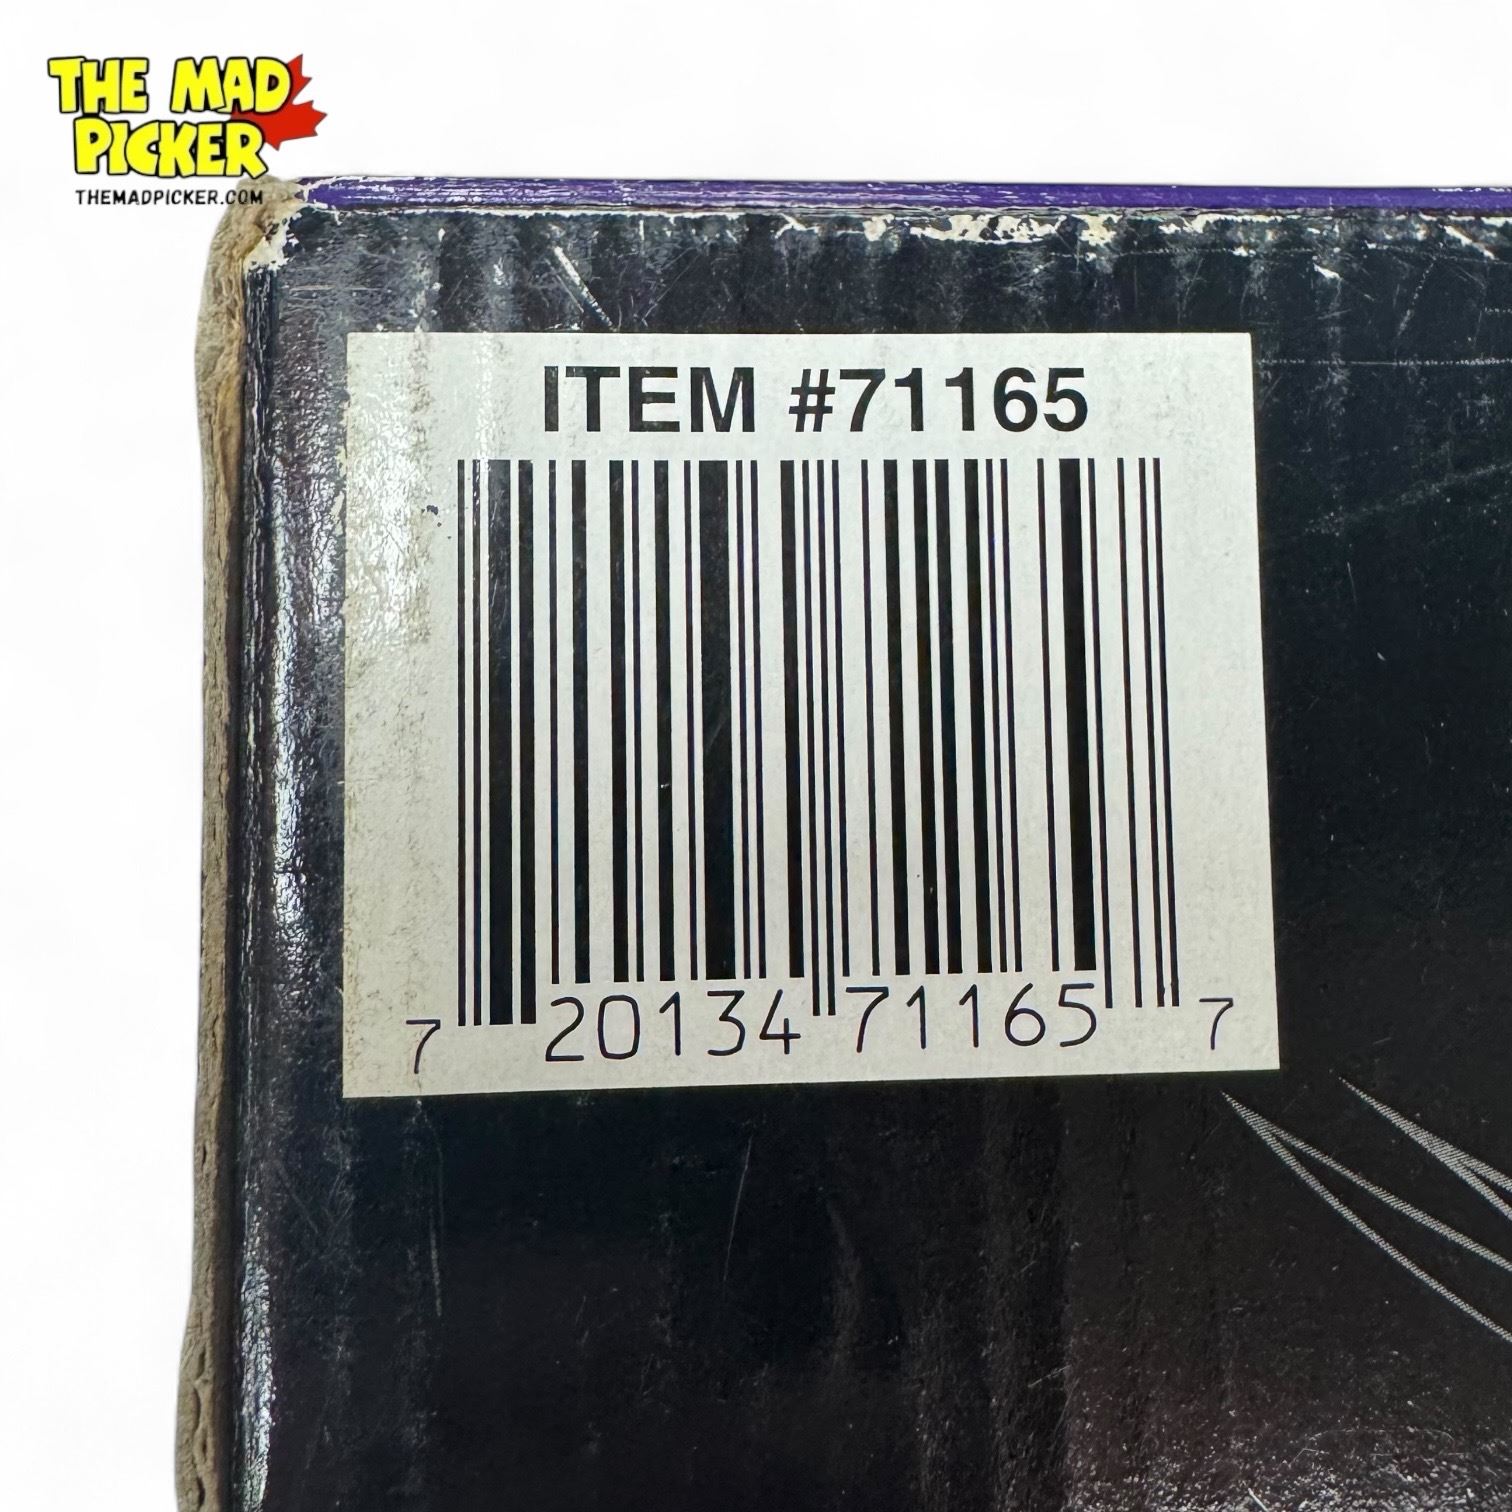 THE MAD
PICKER
THEMADPICKER.COM
ITEM #71165
7 20134 71165 7